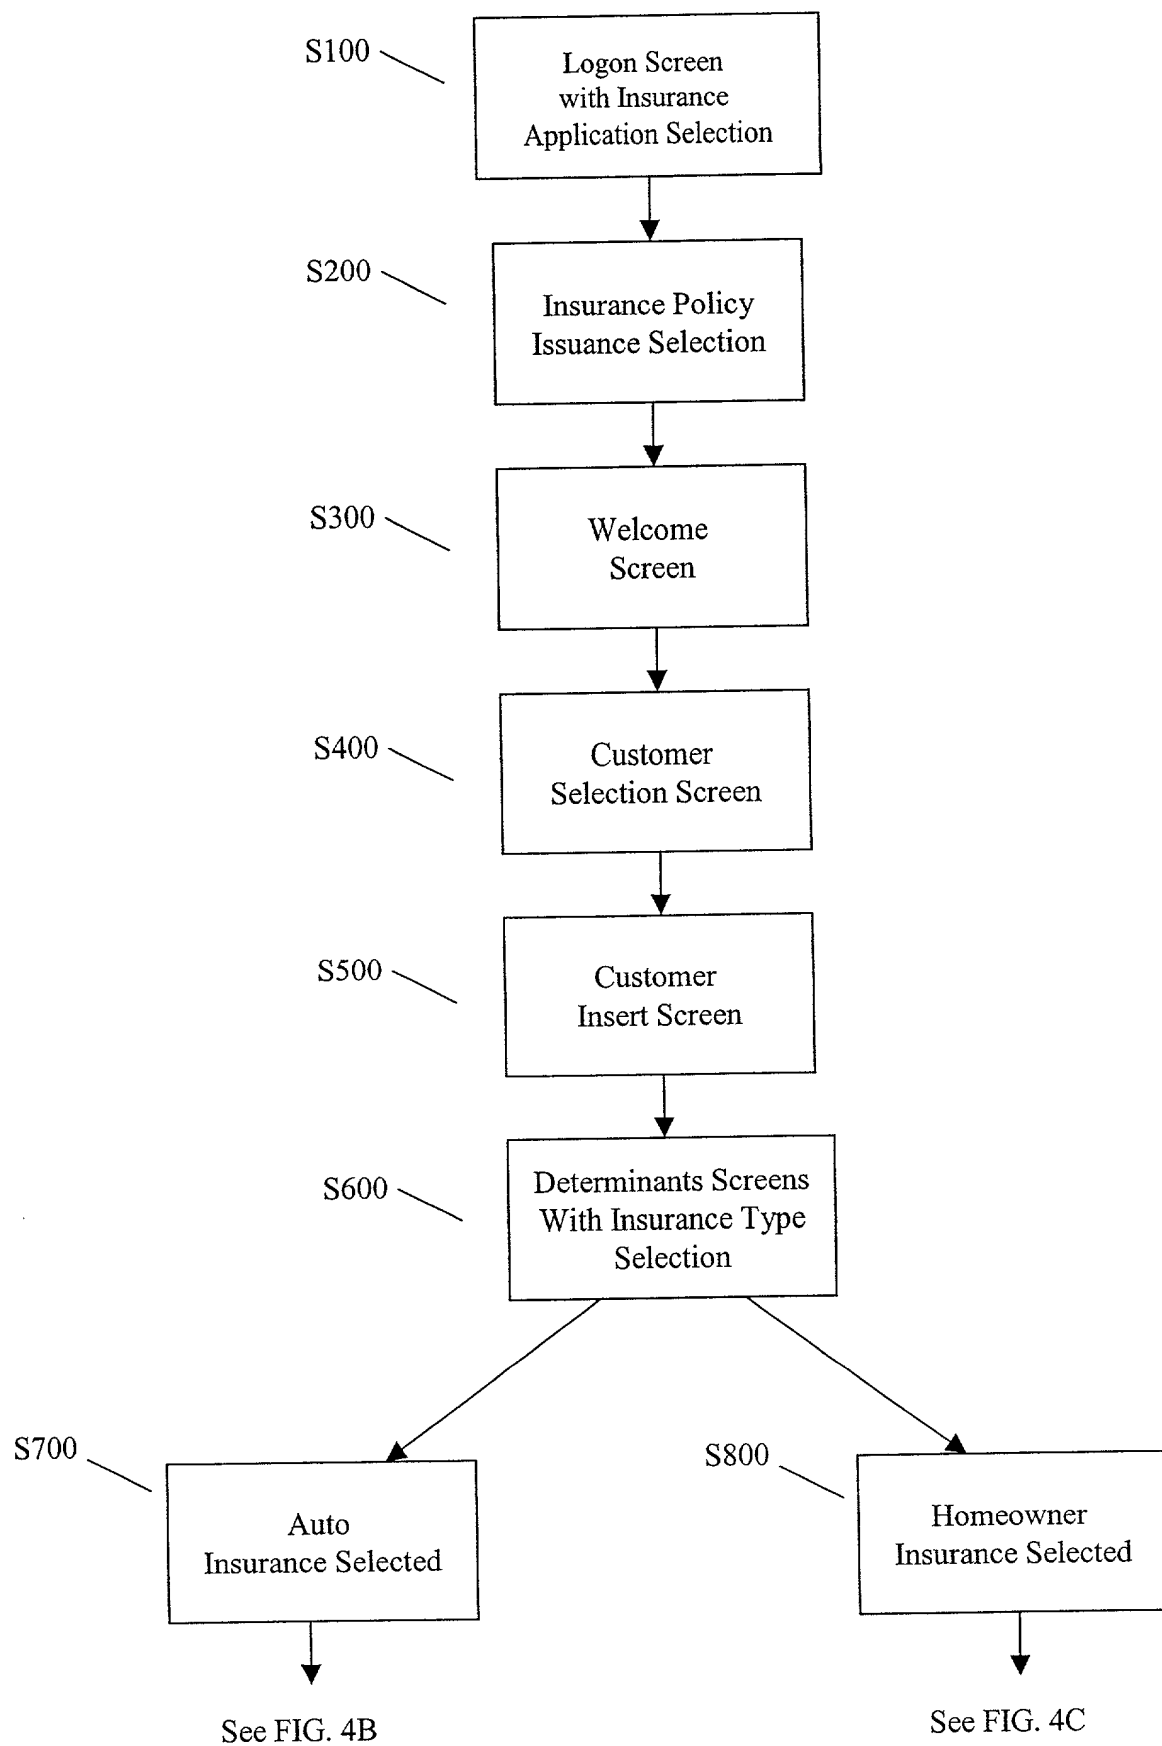 S100
Logon Screen
with Insurance
Application Selection
S200
Insurance Policy
Issuance Selection
S300
Welcome
Screen
S400
Customer
Selection Screen
S500
Customer
Insert Screen
S600
Determinants Screens
With Insurance Type
Selection
S700
Auto
Insurance Selected
See FIG. 4B
S800
Homeowner
Insurance Selected
See FIG. 4C